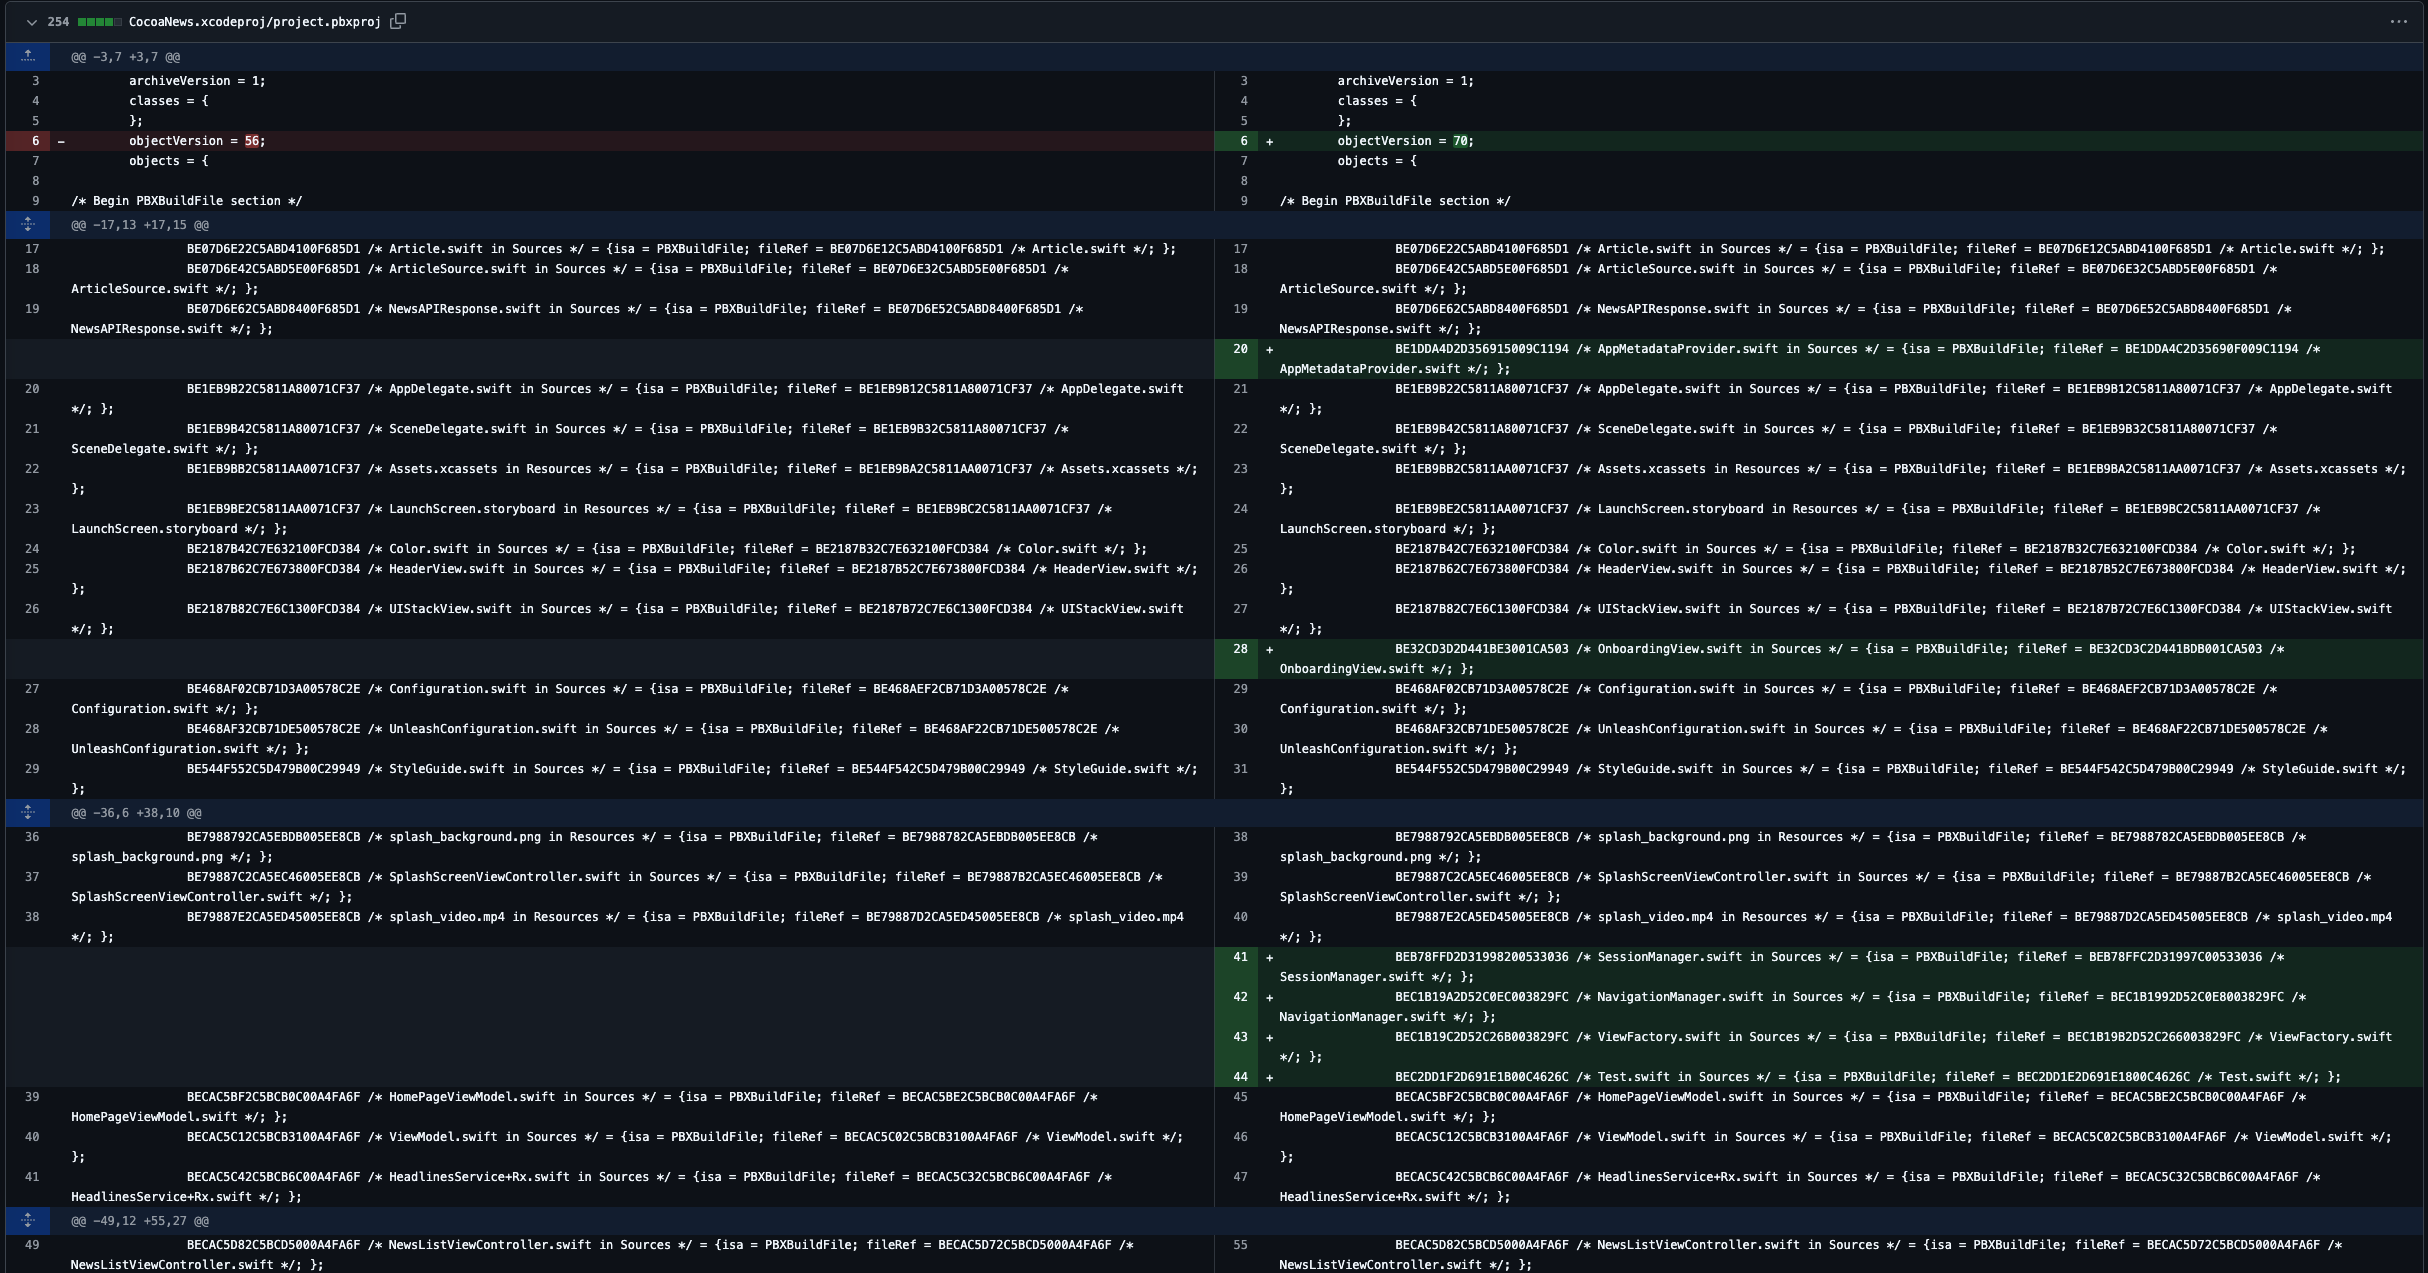 254 CocoaNews.xcodeproj/project.pbxproj
@@ -3,7 +3,7 @@
3 archiveVersion = 1;
4 classes = {
5 };
6 - objectVersion = 56;
7 objects = {
8
9 /* Begin PBXBuildFile section */
3 archiveVersion = 1;
4 classes = {
5 };
6 + objectVersion = 70;
7 objects = {
8
9 /* Begin PBXBuildFile section */
@@ -17,13 +17,15 @@
17 BE07D6E22C5ABD4100F685D1 /* Article.swift in Sources */ = {isa = PBXBuildFile; fileRef = BE07D6E12C5ABD4100F685D1 /* Article.swift */; };
18 BE07D6E42C5ABD5E00F685D1 /* ArticleSource.swift in Sources */ = {isa = PBXBuildFile; fileRef = BE07D6E32C5ABD5E00F685D1 /*
ArticleSource.swift */; };
19 BE07D6E62C5ABD8400F685D1 /* NewsAPIResponse.swift in Sources */ = {isa = PBXBuildFile; fileRef = BE07D6E52C5ABD8400F685D1 /*
NewsAPIResponse.swift */; };
20 BE1EB9B22C5811A80071CF37 /* AppDelegate.swift in Sources */ = {isa = PBXBuildFile; fileRef = BE1EB9B12C5811A80071CF37 /* AppDelegate.swift
*/; };
21 BE1EB9B42C5811A80071CF37 /* SceneDelegate.swift in Sources */ = {isa = PBXBuildFile; fileRef = BE1EB9B32C5811A80071CF37 /*
SceneDelegate.swift */; };
22 BE1EB9BB2C5811AA0071CF37 /* Assets.xcassets in Resources */ = {isa = PBXBuildFile; fileRef = BE1EB9BA2C5811AA0071CF37 /* Assets.xcassets */;
};
23 BE1EB9BE2C5811AA0071CF37 /* LaunchScreen.storyboard in Resources */ = {isa = PBXBuildFile; fileRef = BE1EB9BC2C5811AA0071CF37 /*
LaunchScreen.storyboard */; };
24 BE2187B42C7E632100FCD384 /* Color.swift in Sources */ = {isa = PBXBuildFile; fileRef = BE2187B32C7E632100FCD384 /* Color.swift */; };
25 BE2187B62C7E673800FCD384 /* HeaderView.swift in Sources */ = {isa = PBXBuildFile; fileRef = BE2187B52C7E673800FCD384 /* HeaderView.swift */;
};
26 BE2187B82C7E6C1300FCD384 /* UIStackView.swift in Sources */ = {isa = PBXBuildFile; fileRef = BE2187B72C7E6C1300FCD384 /* UIStackView.swift
*/; };
27 BE468AF02CB71D3A00578C2E /* Configuration.swift in Sources */ = {isa = PBXBuildFile; fileRef = BE468AEF2CB71D3A00578C2E /*
Configuration.swift */; };
28 BE468AF32CB71DE500578C2E /* UnleashConfiguration.swift in Sources */ = {isa = PBXBuildFile; fileRef = BE468AF22CB71DE500578C2E /*
UnleashConfiguration.swift */; };
29 BE544F552C5D479B00C29949 /* StyleGuide.swift in Sources */ = {isa = PBXBuildFile; fileRef = BE544F542C5D479B00C29949 /* StyleGuide.swift */;
};
17 BE07D6E22C5ABD4100F685D1 /* Article.swift in Sources */ = {isa = PBXBuildFile; fileRef = BE07D6E12C5ABD4100F685D1 /* Article.swift */; };
18 BE07D6E42C5ABD5E00F685D1 /* ArticleSource.swift in Sources */ = {isa = PBXBuildFile; fileRef = BE07D6E32C5ABD5E00F685D1 /*
ArticleSource.swift */; };
19 BE07D6E62C5ABD8400F685D1 /* NewsAPIResponse.swift in Sources */ = {isa = PBXBuildFile; fileRef = BE07D6E52C5ABD8400F685D1 /*
NewsAPIResponse.swift */; };
20 + BE1DDA4D2D356915009C1194 /* AppMetadataProvider.swift in Sources */ = {isa = PBXBuildFile; fileRef = BE1DDA4C2D35690F009C1194 /*
AppMetadataProvider.swift */; };
21 BE1EB9B22C5811A80071CF37 /* AppDelegate.swift in Sources */ = {isa = PBXBuildFile; fileRef = BE1EB9B12C5811A80071CF37 /* AppDelegate.swift
*/; };
22 BE1EB9B42C5811A80071CF37 /* SceneDelegate.swift in Sources */ = {isa = PBXBuildFile; fileRef = BE1EB9B32C5811A80071CF37 /*
SceneDelegate.swift */; };
23 BE1EB9BB2C5811AA0071CF37 /* Assets.xcassets in Resources */ = {isa = PBXBuildFile; fileRef = BE1EB9BA2C5811AA0071CF37 /* Assets.xcassets */;
};
24 BE1EB9BE2C5811AA0071CF37 /* LaunchScreen.storyboard in Resources */ = {isa = PBXBuildFile; fileRef = BE1EB9BC2C5811AA0071CF37 /*
LaunchScreen.storyboard */; };
25 BE2187B42C7E632100FCD384 /* Color.swift in Sources */ = {isa = PBXBuildFile; fileRef = BE2187B32C7E632100FCD384 /* Color.swift */; };
26 BE2187B62C7E673800FCD384 /* HeaderView.swift in Sources */ = {isa = PBXBuildFile; fileRef = BE2187B52C7E673800FCD384 /* HeaderView.swift */;
};
27 BE2187B82C7E6C1300FCD384 /* UIStackView.swift in Sources */ = {isa = PBXBuildFile; fileRef = BE2187B72C7E6C1300FCD384 /* UIStackView.swift
*/; };
28 + BE32CD3D2D441BE3001CA503 /* OnboardingView.swift in Sources */ = {isa = PBXBuildFile; fileRef = BE32CD3C2D441BDB001CA503 /*
OnboardingView.swift */; };
29 BE468AF02CB71D3A00578C2E /* Configuration.swift in Sources */ = {isa = PBXBuildFile; fileRef = BE468AEF2CB71D3A00578C2E /*
Configuration.swift */; };
30 BE468AF32CB71DE500578C2E /* UnleashConfiguration.swift in Sources */ = {isa = PBXBuildFile; fileRef = BE468AF22CB71DE500578C2E /*
UnleashConfiguration.swift */; };
31 BE544F552C5D479B00C29949 /* StyleGuide.swift in Sources */ = {isa = PBXBuildFile; fileRef = BE544F542C5D479B00C29949 /* StyleGuide.swift */;
};
@@ -36,6 +38,10 @@
36 BE7988792CA5EBDB005EE8CB /* splash_background.png in Resources */ = {isa = PBXBuildFile; fileRef = BE7988782CA5EBDB005EE8CB /*
splash_background.png */; };
37 BE79887C2CA5EC46005EE8CB /* SplashScreenViewController.swift in Sources */ = {isa = PBXBuildFile; fileRef = BE79887B2CA5EC46005EE8CB /*
SplashScreenViewController.swift */; };
38 BE79887E2CA5ED45005EE8CB /* splash_video.mp4 in Resources */ = {isa = PBXBuildFile; fileRef = BE79887D2CA5ED45005EE8CB /* splash_video.mp4
*/; };
39 BECAC5BF2C5BCB0C00A4FA6F /* HomePageViewModel.swift in Sources */ = {isa = PBXBuildFile; fileRef = BECAC5BE2C5BCB0C00A4FA6F /*
HomePageViewModel.swift */; };
40 BECAC5C12C5BCB3100A4FA6F /* ViewModel.swift in Sources */ = {isa = PBXBuildFile; fileRef = BECAC5C02C5BCB3100A4FA6F /* ViewModel.swift */;
};
41 BECAC5C42C5BCB6C00A4FA6F /* HeadlinesService+Rx.swift in Sources */ = {isa = PBXBuildFile; fileRef = BECAC5C32C5BCB6C00A4FA6F /*
HeadlinesService+Rx.swift */; };
38 BE7988792CA5EBDB005EE8CB /* splash_background.png in Resources */ = {isa = PBXBuildFile; fileRef = BE7988782CA5EBDB005EE8CB /*
splash_background.png */; };
39 BE79887C2CA5EC46005EE8CB /* SplashScreenViewController.swift in Sources */ = {isa = PBXBuildFile; fileRef = BE79887B2CA5EC46005EE8CB /*
SplashScreenViewController.swift */; };
40 BE79887E2CA5ED45005EE8CB /* splash_video.mp4 in Resources */ = {isa = PBXBuildFile; fileRef = BE79887D2CA5ED45005EE8CB /* splash_video.mp4
*/; };
41 + BEB78FFD2D31998200533036 /* SessionManager.swift in Sources */ = {isa = PBXBuildFile; fileRef = BEB78FFC2D31997C00533036 /*
SessionManager.swift */; };
42 + BEC1B19A2D52C0EC003829FC /* NavigationManager.swift in Sources */ = {isa = PBXBuildFile; fileRef = BEC1B1992D52C0E8003829FC /*
NavigationManager.swift */; };
43 + BEC1B19C2D52C26B003829FC /* ViewFactory.swift in Sources */ = {isa = PBXBuildFile; fileRef = BEC1B19B2D52C266003829FC /* ViewFactory.swift
*/; };
44 + BEC2DD1F2D691E1B00C4626C /* Test.swift in Sources */ = {isa = PBXBuildFile; fileRef = BEC2DD1E2D691E1800C4626C /* Test.swift */; };
45 BECAC5BF2C5BCB0C00A4FA6F /* HomePageViewModel.swift in Sources */ = {isa = PBXBuildFile; fileRef = BECAC5BE2C5BCB0C00A4FA6F /*
HomePageViewModel.swift */; };
46 BECAC5C12C5BCB3100A4FA6F /* ViewModel.swift in Sources */ = {isa = PBXBuildFile; fileRef = BECAC5C02C5BCB3100A4FA6F /* ViewModel.swift */;
};
47 BECAC5C42C5BCB6C00A4FA6F /* HeadlinesService+Rx.swift in Sources */ = {isa = PBXBuildFile; fileRef = BECAC5C32C5BCB6C00A4FA6F /*
HeadlinesService+Rx.swift */; };
@@ -49,12 +55,27 @@
49 BECAC5D82C5BCD5000A4FA6F /* NewsListViewController.swift in Sources */ = {isa = PBXBuildFile; fileRef = BECAC5D72C5BCD5000A4FA6F /*
NewsListViewController.swift */; };
55 BECAC5D82C5BCD5000A4FA6F /* NewsListViewController.swift in Sources */ = {isa = PBXBuildFile; fileRef = BECAC5D72C5BCD5000A4FA6F /*
NewsListViewController.swift */; };